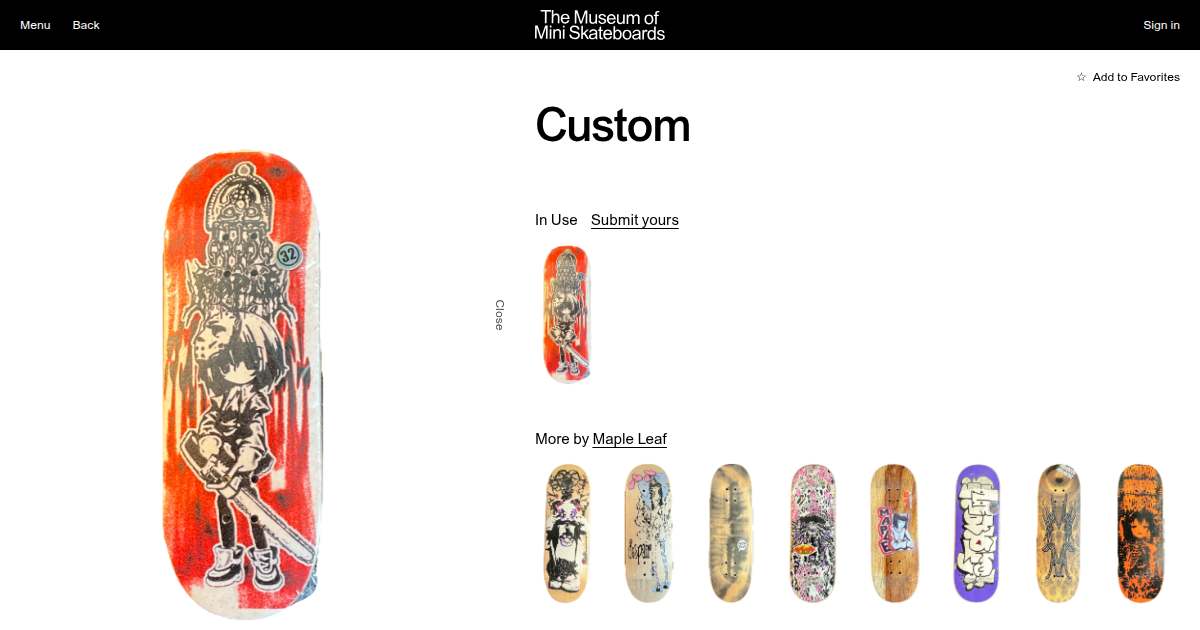 Menu
Back
The Museum of
Mini Skateboards
Sign in
☆ Add to Favorites
Custom
In Use
Submit yours
32
Close
More by Maple Leaf